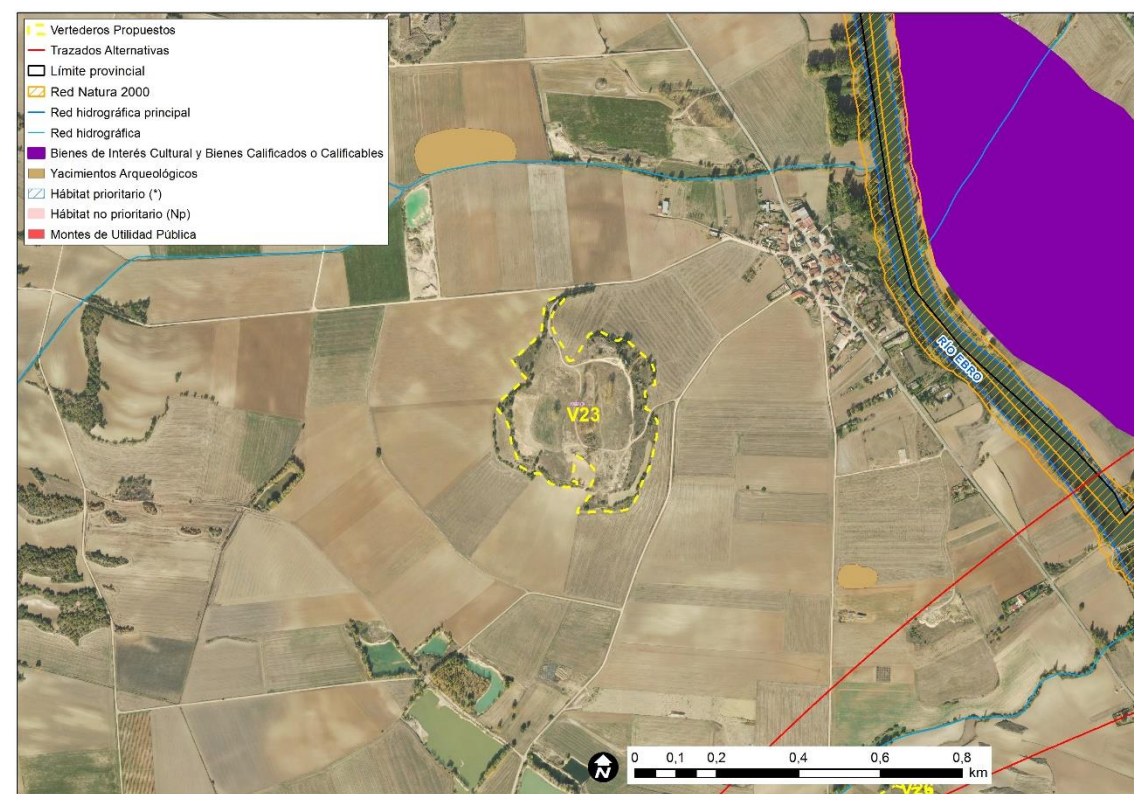 Vertederos Propuestos
Trazados Alternativas
Límite provincial
Red Natura 2000
Red hidrográfica principal
Red hidrográfica
Bienes de Interés Cultural y Bienes Calificados o Calificables
Yacimientos Arqueológicos
Hábitat prioritario (*)
Hábitat no prioritario (Np)
Montes de Utilidad Pública
RÍO EBRO
V23
N
0 0,1 0,2 0,4 0,6 0,8
km
V26